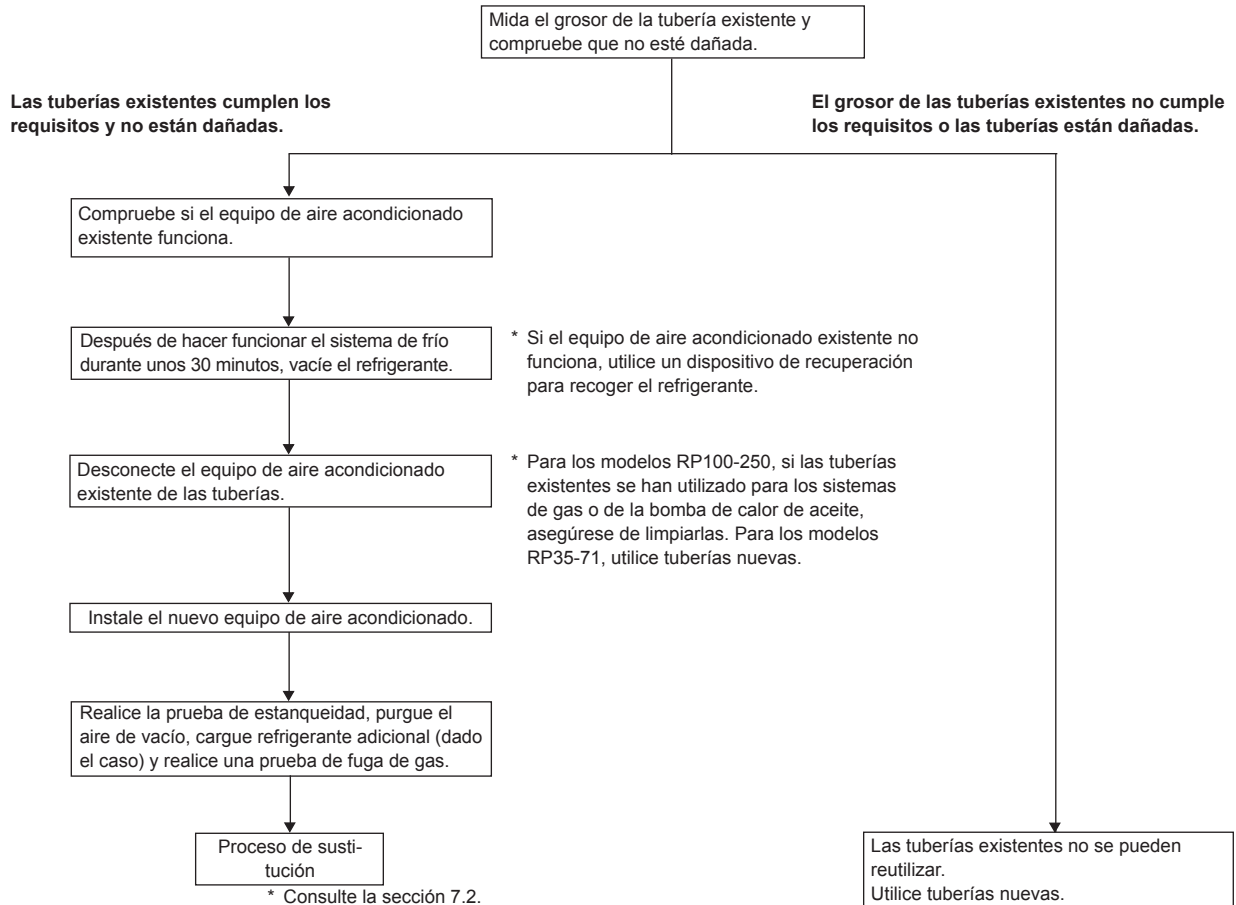 Mida el grosor de la tubería existente y
compruebe que no esté dañada.
Las tuberías existentes cumplen los
requisitos y no están dañadas.
El grosor de las tuberías existentes no cumple
los requisitos o las tuberías están dañadas.
Compruebe si el equipo de aire acondicionado
existente funciona.
Después de hacer funcionar el sistema de frío
durante unos 30 minutos, vacíe el refrigerante.
* Si el equipo de aire acondicionado existente no
funciona, utilice un dispositivo de recuperación
para recoger el refrigerante.
Desconecte el equipo de aire acondicionado
existente de las tuberías.
* Para los modelos RP100-250, si las tuberías
existentes se han utilizado para los sistemas
de gas o de la bomba de calor de aceite,
asegúrese de limpiarlas. Para los modelos
RP35-71, utilice tuberías nuevas.
Instale el nuevo equipo de aire acondicionado.
Realice la prueba de estanqueidad, purgue el
aire de vacío, cargue refrigerante adicional (dado
el caso) y realice una prueba de fuga de gas.
Proceso de susti-
tución
* Consulte la sección 7.2.
Las tuberías existentes no se pueden
reutilizar.
Utilice tuberías nuevas.